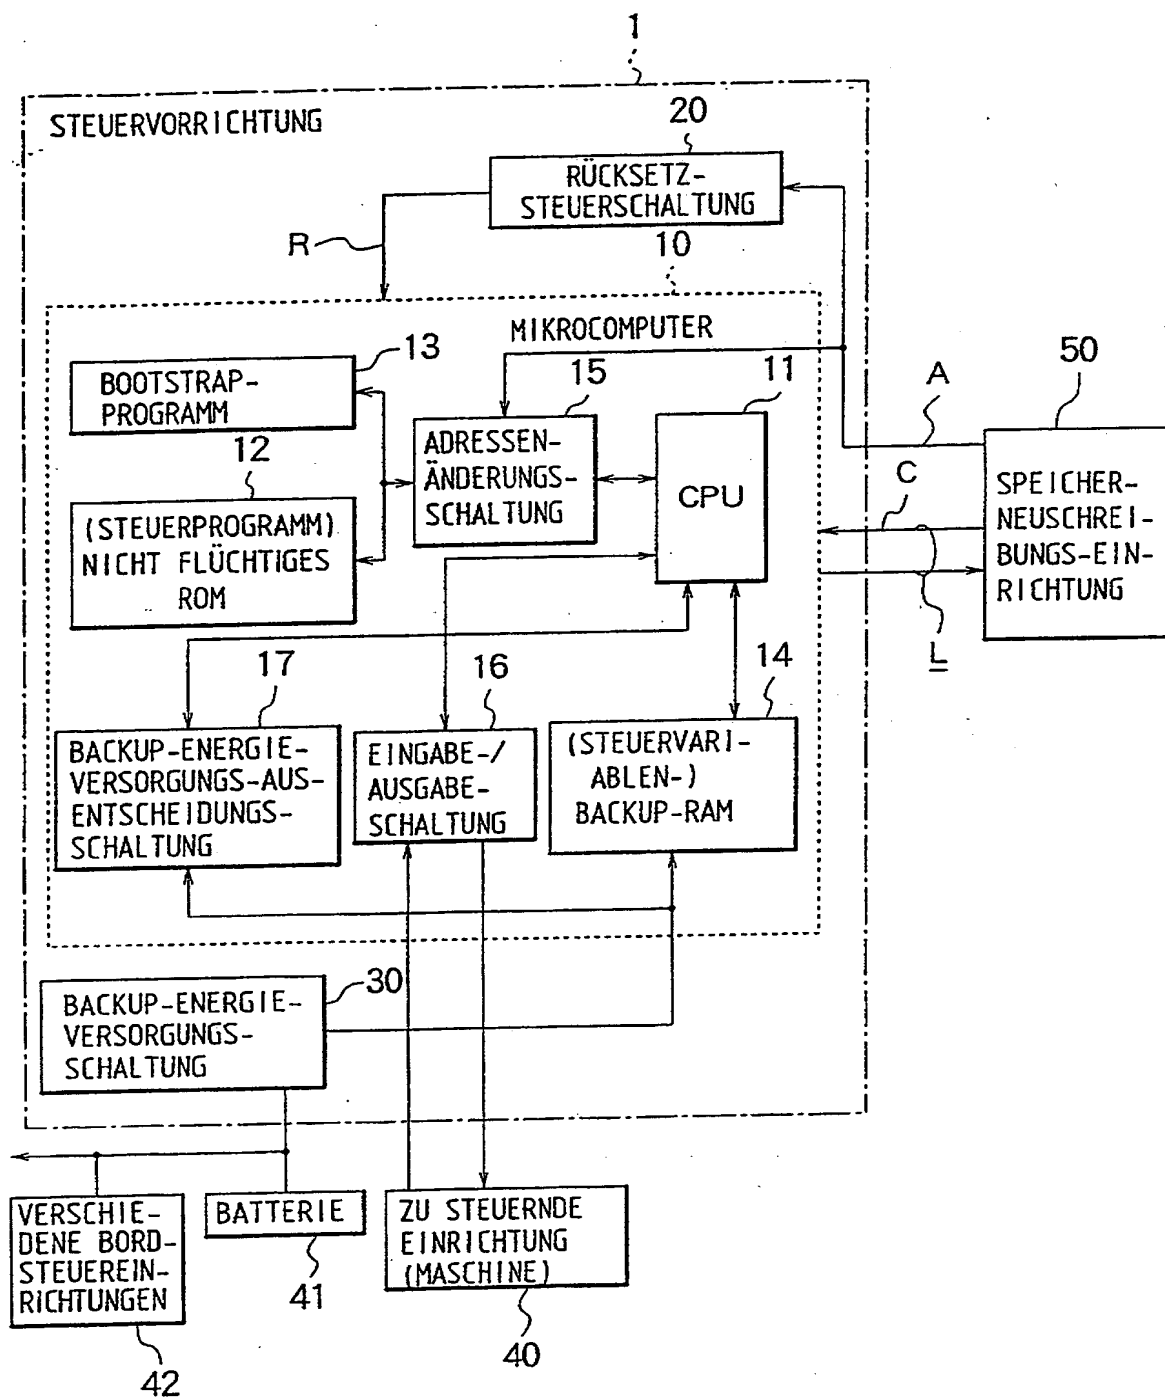 1
STEUERVORRICHTUNG
20
RÜCKSETZ-
STEUERSCHALTUNG
R
10
MIKROCOMPUTER
13
BOOTSTRAP-
PROGRAMM
15
11
A
50
12
ADRESSEN-
ÄNDERUNGS-
SCHALTUNG
CPU
C
SPEICHER-
NEUSCHREI-
BUNGS-EIN-
RICHTUNG
(STEUERPROGRAMM)
NICHT FLÜCHTIGES
ROM
L
17
16
14
BACKUP-ENERGIE-
VERSORGUNGS-AUS-
ENTSCHEIDUNGS-
SCHALTUNG
EINGABE-/
AUSGABE-
SCHALTUNG
(STEUERVARI-
ABLEN-)
BACKUP-RAM
30
BACKUP-ENERGIE-
VERSORGUNGS-
SCHALTUNG
VERSCHIE-
DENE BORD-
STEUEREIN-
RICHTUNGEN
BATTERIE
ZU STEUERNDE
EINRICHTUNG
(MASCHINE)
41
40
42